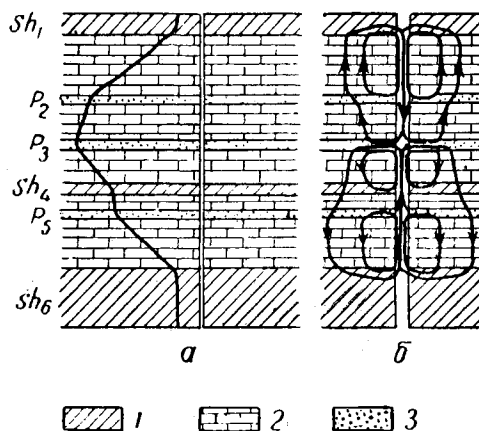 Sh₁
P₂
P₃
Sh₄
P₅
Sh₆
а б
1 2 3